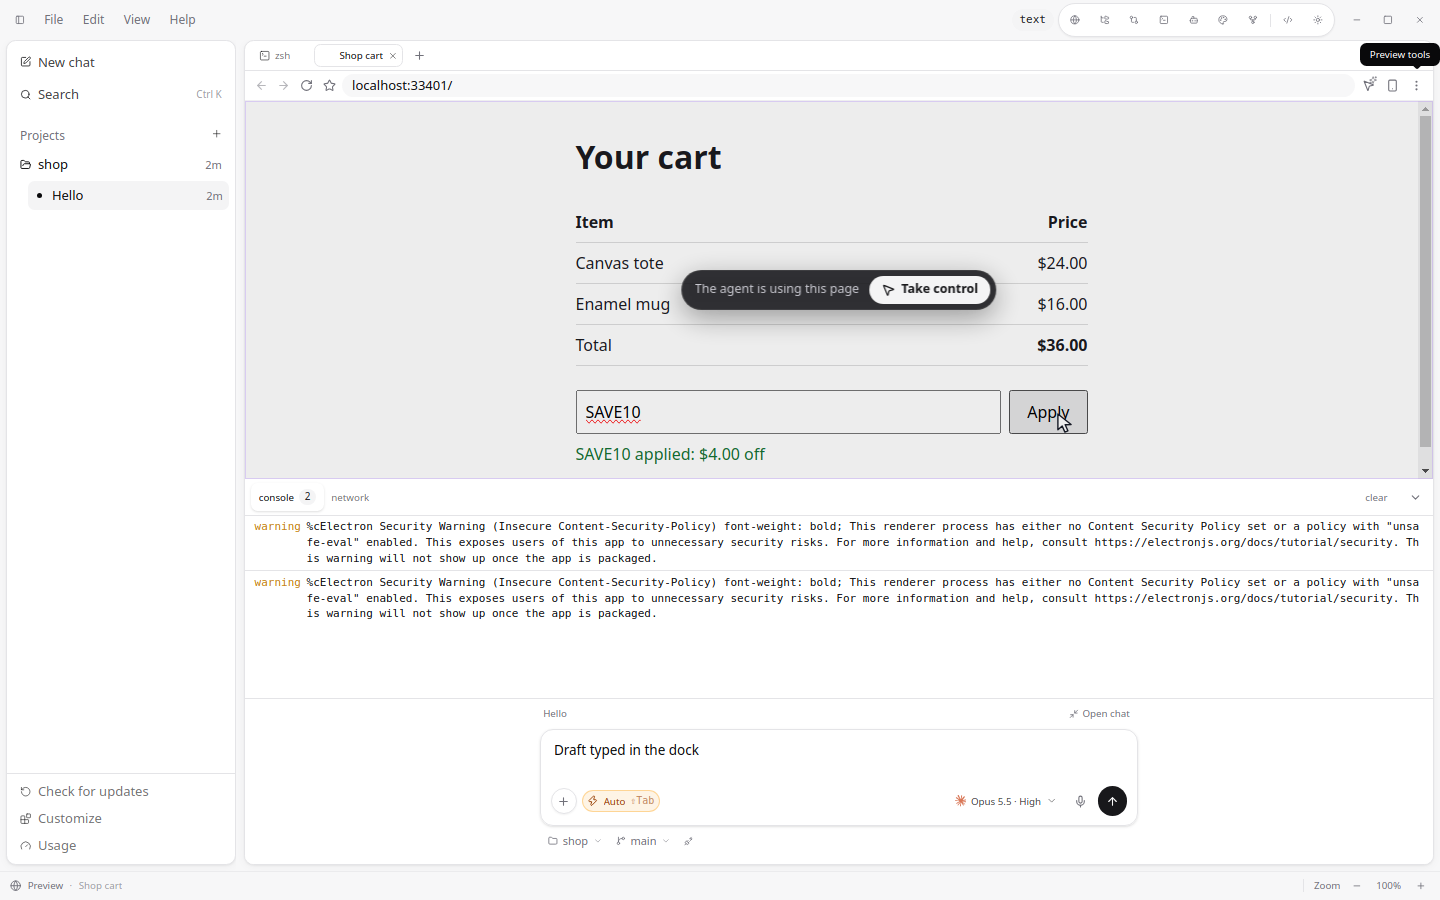 File Edit View Help
text
Preview tools
New chat
Search Ctrl K
Projects
shop 2m
Hello 2m
Check for updates
Customize
Usage
zsh
Shop cart
localhost:33401/
Your cart
Item Price
Canvas tote $24.00
Enamel mug $16.00
Total $36.00
The agent is using this page Take control
SAVE10 Apply
SAVE10 applied: $4.00 off
console 2 network clear
warning %cElectron Security Warning (Insecure Content-Security-Policy) font-weight: bold; This renderer process has either no Content Security Policy set or a policy with "unsa
fe-eval" enabled. This exposes users of this app to unnecessary security risks. For more information and help, consult https://electronjs.org/docs/tutorial/security. Th
is warning will not show up once the app is packaged.
warning %cElectron Security Warning (Insecure Content-Security-Policy) font-weight: bold; This renderer process has either no Content Security Policy set or a policy with "unsa
fe-eval" enabled. This exposes users of this app to unnecessary security risks. For more information and help, consult https://electronjs.org/docs/tutorial/security. Th
is warning will not show up once the app is packaged.
Hello Open chat
Draft typed in the dock
Auto ⇧Tab Opus 5.5 · High
shop main
Preview · Shop cart Zoom − 100% +